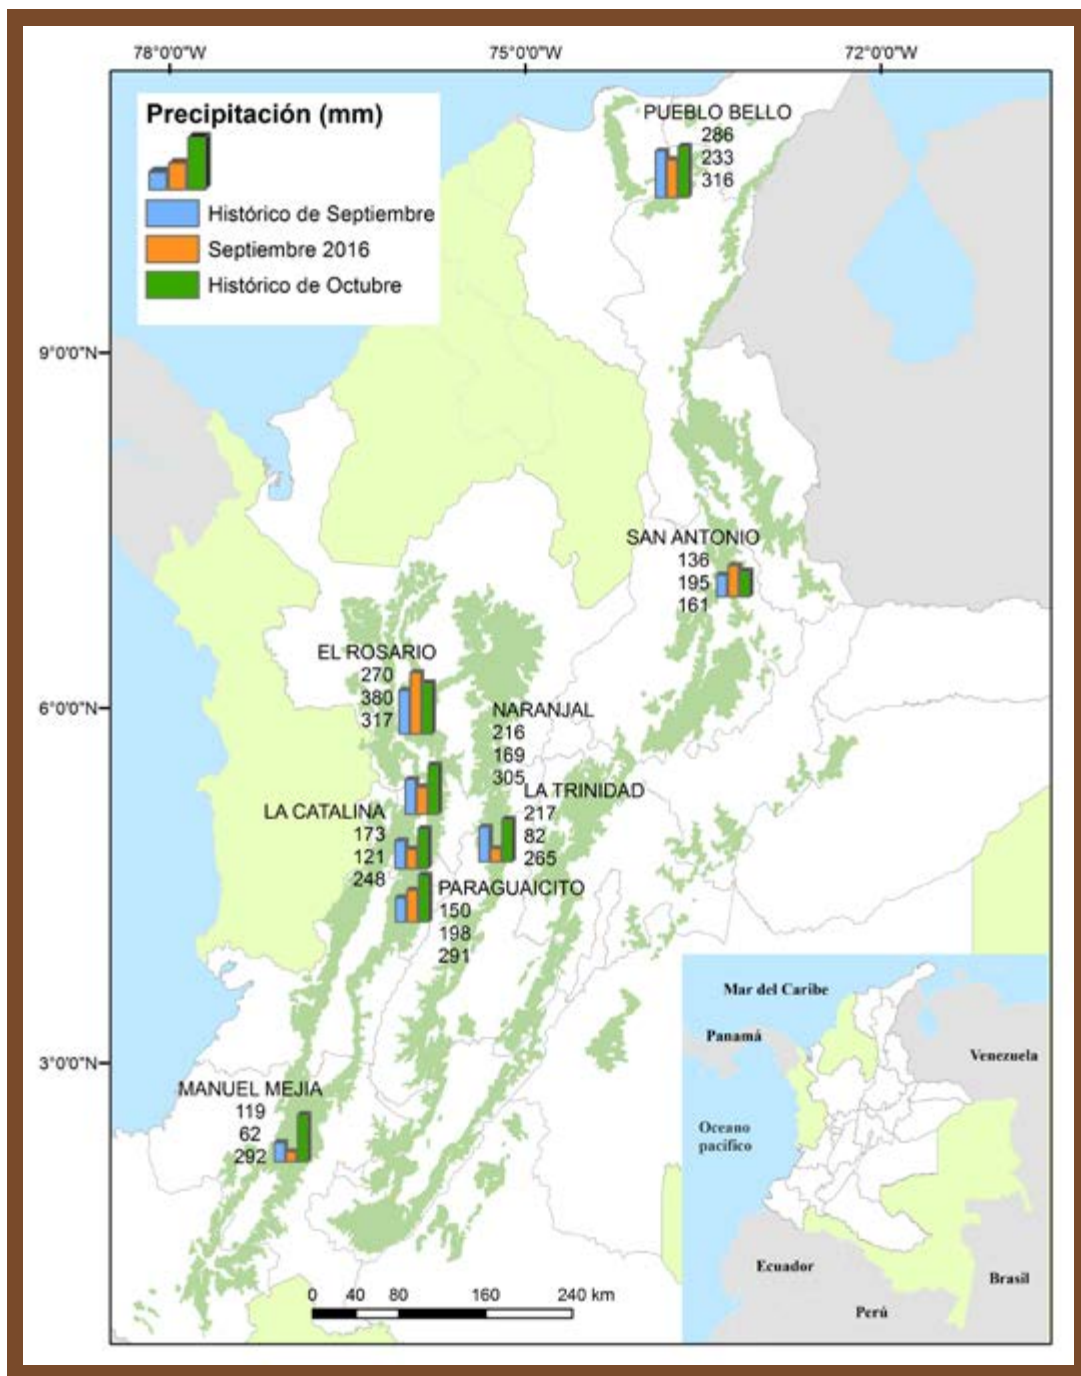 78°0'0"W
75°0'0"W
72°0'0"W
Precipitación (mm)
Histórico de Septiembre
Septiembre 2016
Histórico de Octubre
PUEBLO BELLO
286
233
316
9°0'0"N
SAN ANTONIO
136
195
161
EL ROSARIO
270
380
317
6°0'0"N
NARANJAL
216
169
305
LA TRINIDAD
217
82
265
LA CATALINA
173
121
248
PARAGUAICITO
150
198
291
3°0'0"N
MANUEL MEJIA
119
62
292
0 40 80 160 240 km
Mar del Caribe
Panamá
Venezuela
Oceano
pacifico
Ecuador
Brasil
Perú